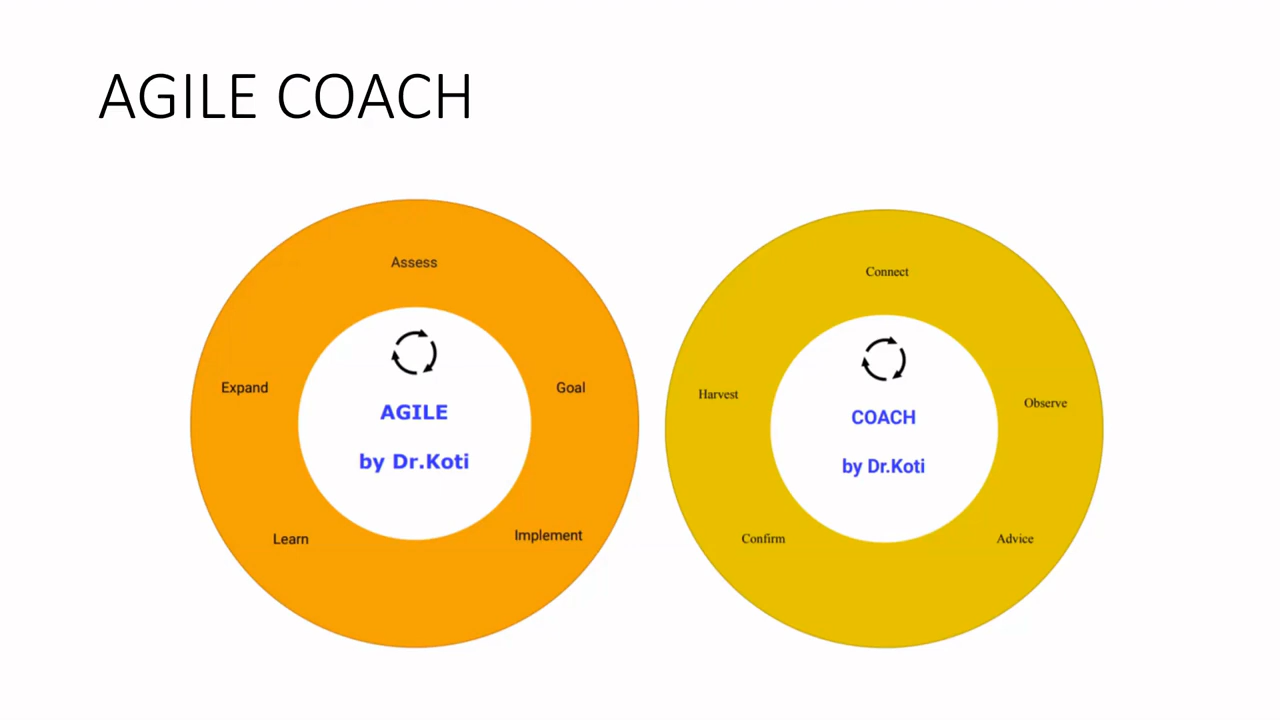 AGILE COACH
Assess
Goal
Implement
Learn
Expand
AGILE
by Dr.Koti
Connect
Observe
Advice
Confirm
Harvest
COACH
by Dr.Koti